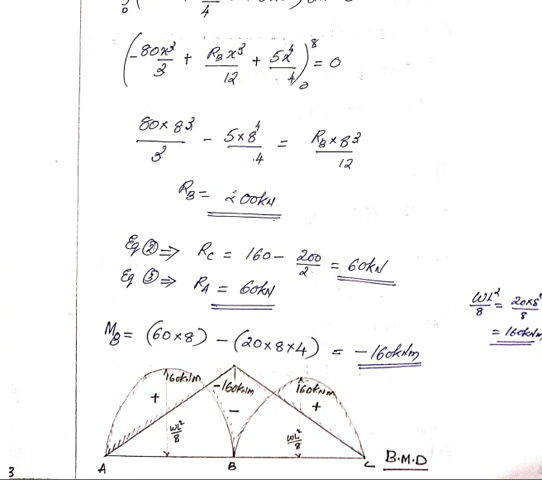 (-80x³/3 + R_B x³/12 + 5x⁴/4)₀⁸ = 0
80×8³/3 - 5×8⁴/4 = R_B×8³/12
R_B = 200kN
Eq ② ⇒ R_C = 160 - 200/2 = 60kN
Eq ③ ⇒ R_A = 60kN
WL²/8 = 20×8²/8
= 160kNm
M_B = (60×8) - (20×8×4) = -160kNm
160kNm -160kNm 160kNm
+ - +
WL²/8 WL²/8
A B C B.M.D
3